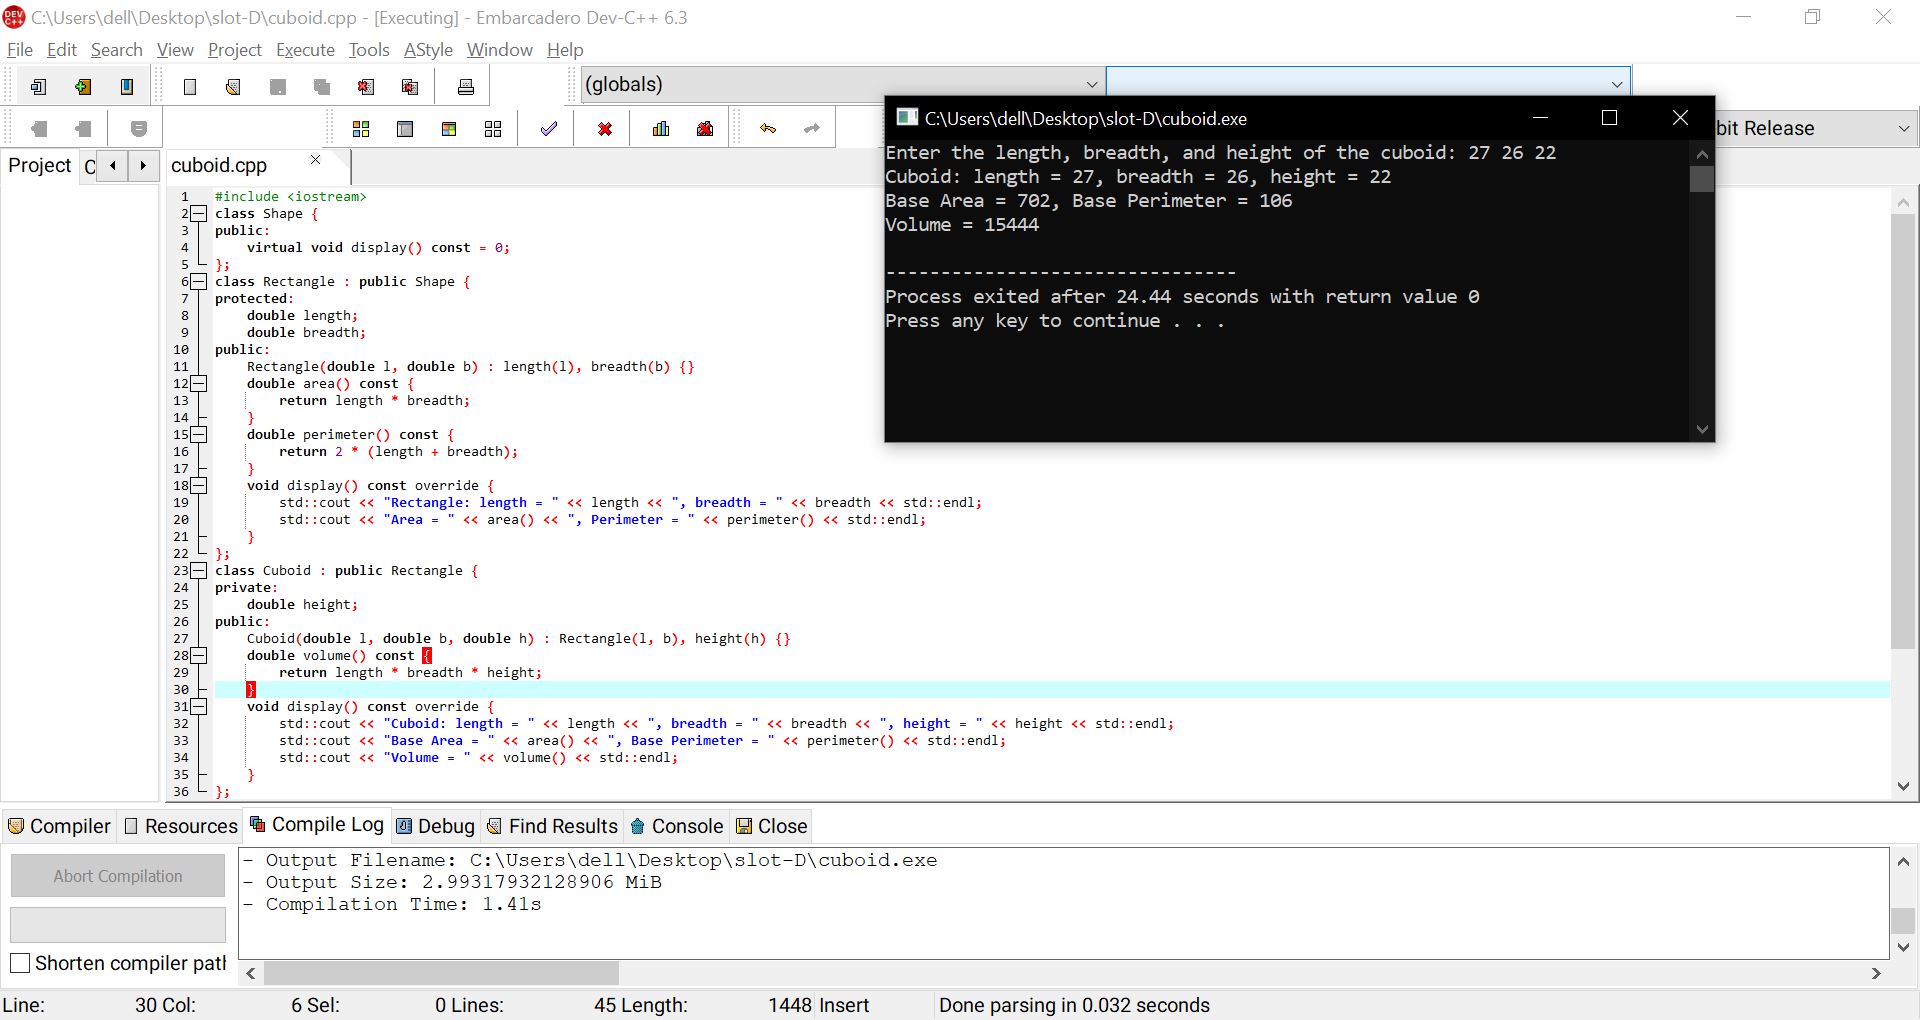 C:\Users\dell\Desktop\slot-D\cuboid.cpp - [Executing] - Embarcadero Dev-C++ 6.3
File Edit Search View Project Execute Tools AStyle Window Help
(globals)
bit Release
Project C
cuboid.cpp
C:\Users\dell\Desktop\slot-D\cuboid.exe
Enter the length, breadth, and height of the cuboid: 27 26 22
Cuboid: length = 27, breadth = 26, height = 22
Base Area = 702, Base Perimeter = 106
Volume = 15444
--------------------------------
Process exited after 24.44 seconds with return value 0
Press any key to continue . . .
1 #include <iostream>
2 class Shape {
3 public:
4     virtual void display() const = 0;
5 };
6 class Rectangle : public Shape {
7 protected:
8     double length;
9     double breadth;
10 public:
11     Rectangle(double l, double b) : length(l), breadth(b) {}
12     double area() const {
13         return length * breadth;
14     }
15     double perimeter() const {
16         return 2 * (length + breadth);
17     }
18     void display() const override {
19         std::cout << "Rectangle: length = " << length << ", breadth = " << breadth << std::endl;
20         std::cout << "Area = " << area() << ", Perimeter = " << perimeter() << std::endl;
21     }
22 };
23 class Cuboid : public Rectangle {
24 private:
25     double height;
26 public:
27     Cuboid(double l, double b, double h) : Rectangle(l, b), height(h) {}
28     double volume() const {
29         return length * breadth * height;
30     }
31     void display() const override {
32         std::cout << "Cuboid: length = " << length << ", breadth = " << breadth << ", height = " << height << std::endl;
33         std::cout << "Base Area = " << area() << ", Base Perimeter = " << perimeter() << std::endl;
34         std::cout << "Volume = " << volume() << std::endl;
35     }
36 };
Compiler Resources Compile Log Debug Find Results Console Close
Abort Compilation
Shorten compiler path
- Output Filename: C:\Users\dell\Desktop\slot-D\cuboid.exe
- Output Size: 2.99317932128906 MiB
- Compilation Time: 1.41s
Line: 30 Col: 6 Sel: 0 Lines: 45 Length: 1448 Insert Done parsing in 0.032 seconds